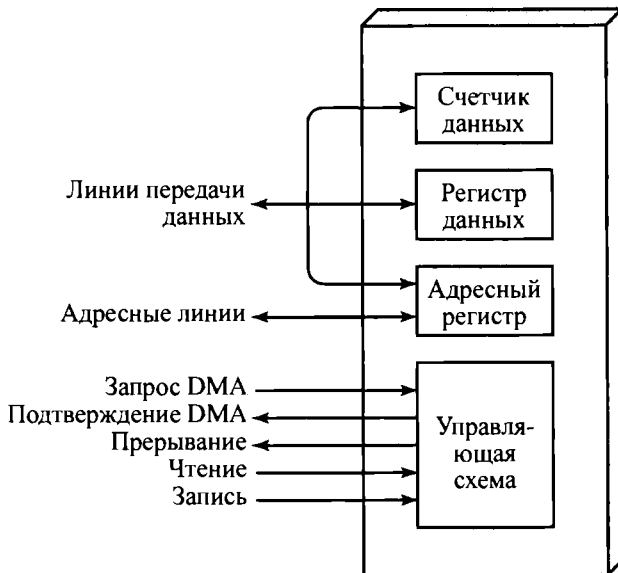 Счетчик
данных
Линии передачи
данных
Регистр
данных
Адресный
регистр
Адресные линии
Запрос DMA
Подтверждение DMA
Прерывание
Чтение
Запись
Управля-
ющая
схема